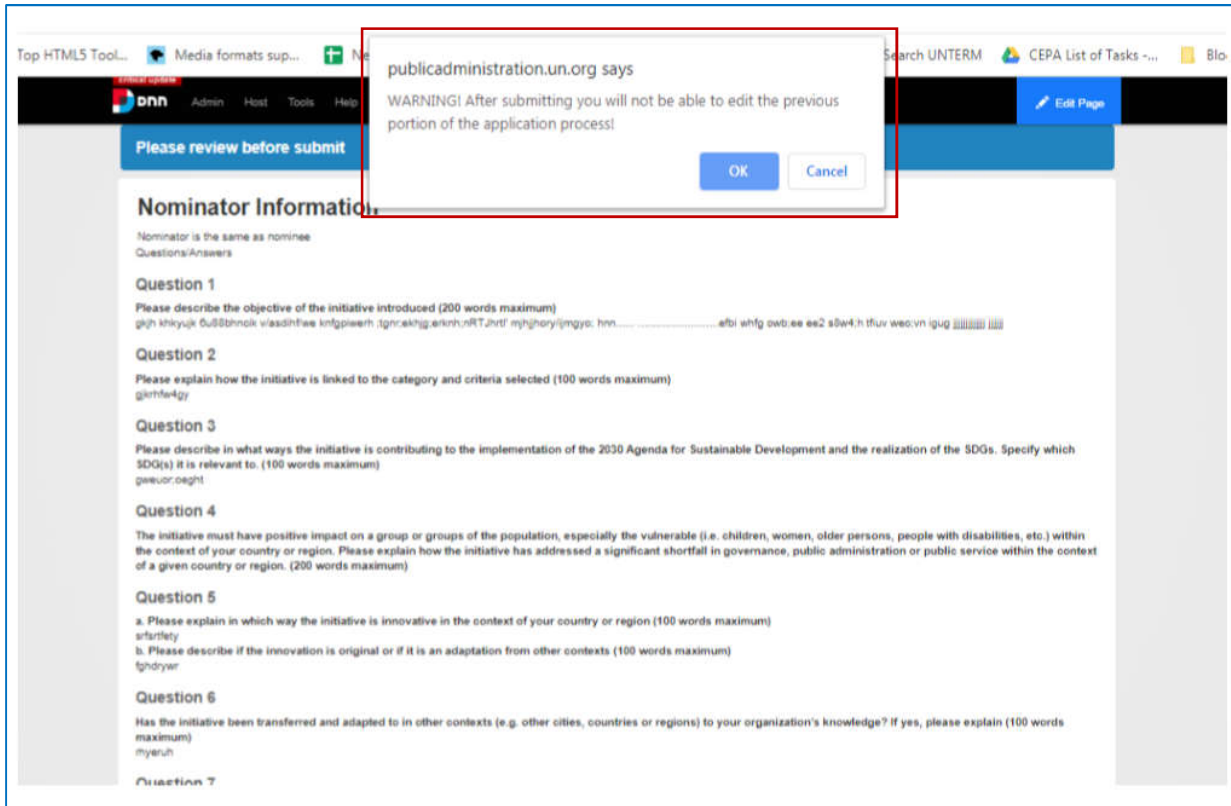 Top HTML5 Tool...
Media formats sup...
Ne
Search UNTERM
CEPA List of Tasks -...
Blo
publicadministration.un.org says
WARNING! After submitting you will not be able to edit the previous
portion of the application process!
OK
Cancel
critical update
DNN
Admin
Host
Tools
Help
Edit Page
Please review before submit
Nominator Information
Nominator is the same as nominee
Questions/Answers
Question 1
Please describe the objective of the initiative introduced (200 words maximum)
Question 2
Please explain how the initiative is linked to the category and criteria selected (100 words maximum)
gjkrhfw4gy
Question 3
Please describe in what ways the initiative is contributing to the implementation of the 2030 Agenda for Sustainable Development and the realization of the SDGs. Specify which
SDG(s) it is relevant to. (100 words maximum)
gweuor;oeght
Question 4
The initiative must have positive impact on a group or groups of the population, especially the vulnerable (i.e. children, women, older persons, people with disabilities, etc.) within
the context of your country or region. Please explain how the initiative has addressed a significant shortfall in governance, public administration or public service within the context
of a given country or region. (200 words maximum)
Question 5
a. Please explain in which way the initiative is innovative in the context of your country or region (100 words maximum)
srfsrtfety
b. Please describe if the innovation is original or if it is an adaptation from other contexts (100 words maximum)
fghdrywr
Question 6
Has the initiative been transferred and adapted to in other contexts (e.g. other cities, countries or regions) to your organization's knowledge? If yes, please explain (100 words
maximum)
rhyeruh
Question 7